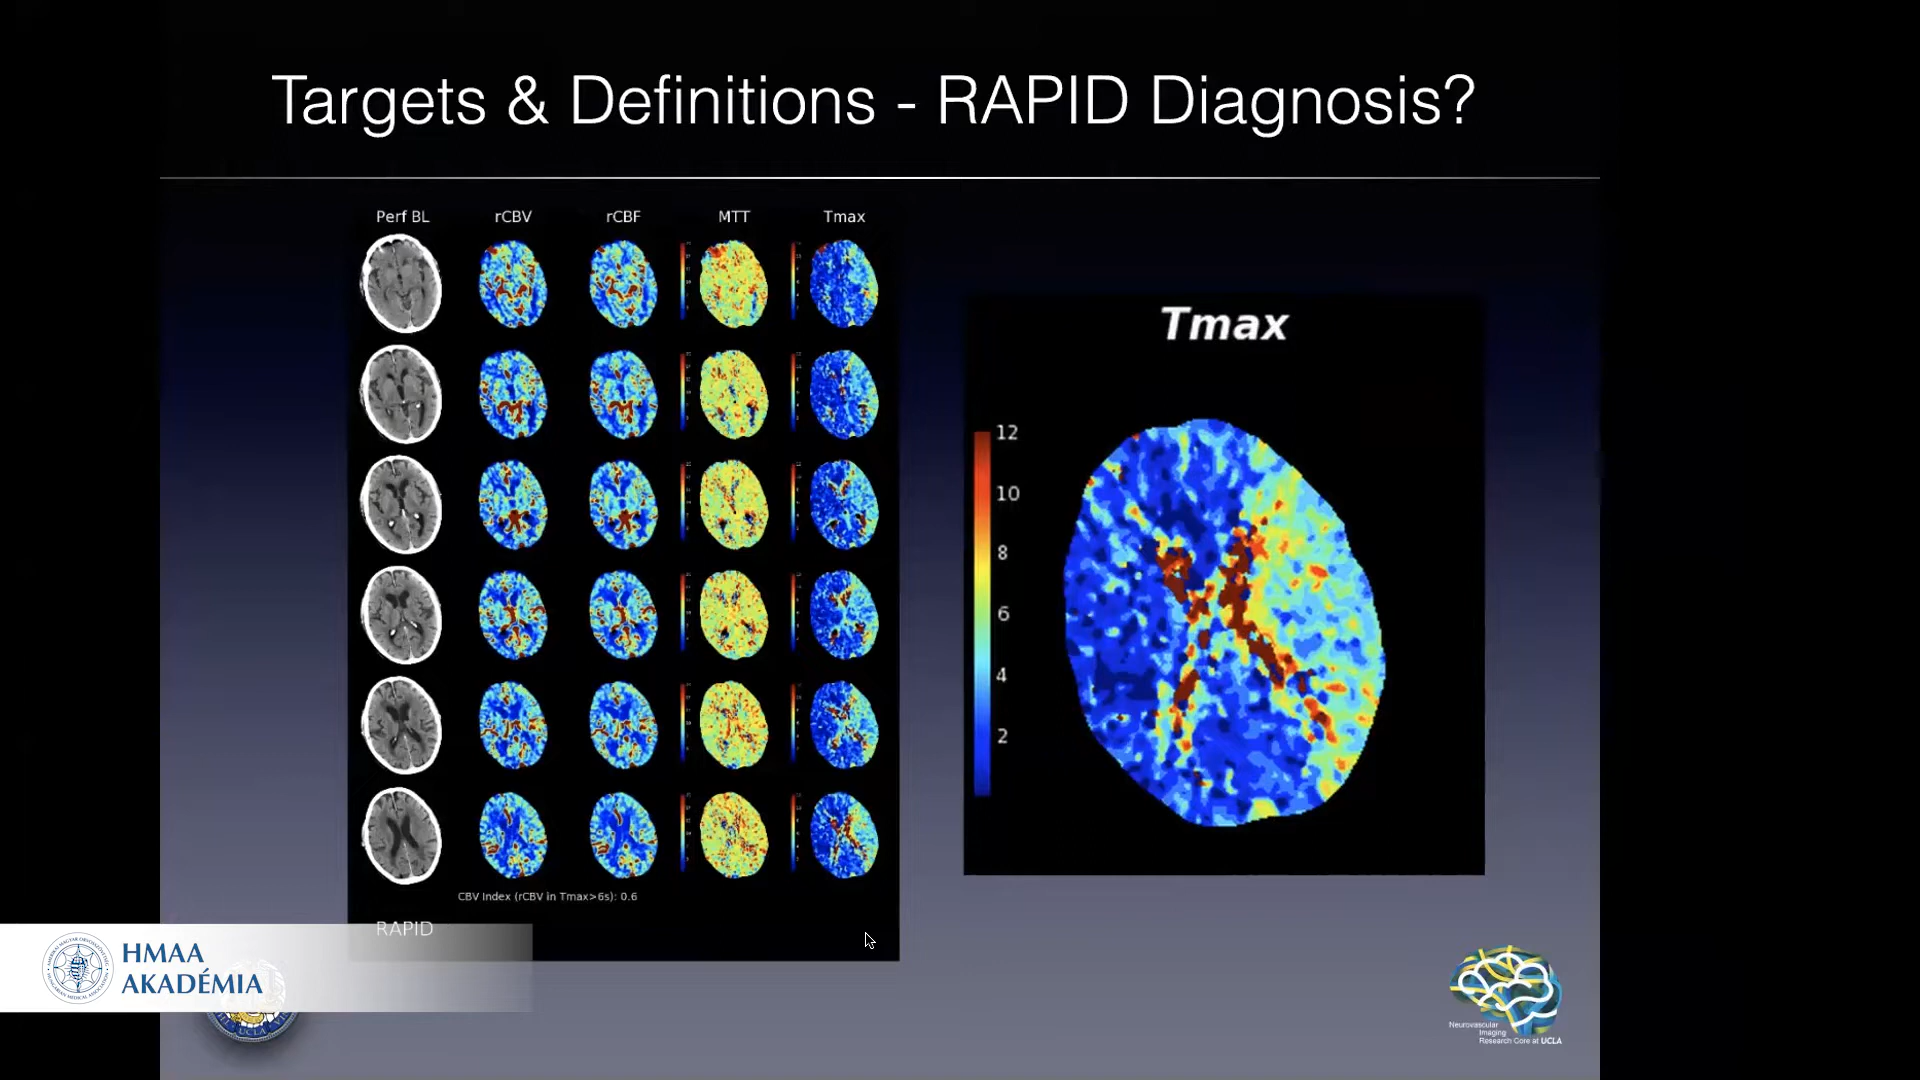 Targets & Definitions - RAPID Diagnosis?
Perf BL rCBV rCBF MTT Tmax
CBV Index (rCBV in Tmax>6s): 0.6
RAPID
Tmax
12
10
8
6
4
2
HMAA
AKADÉMIA
UCLA
Neurovascular
Imaging
Research Core at UCLA